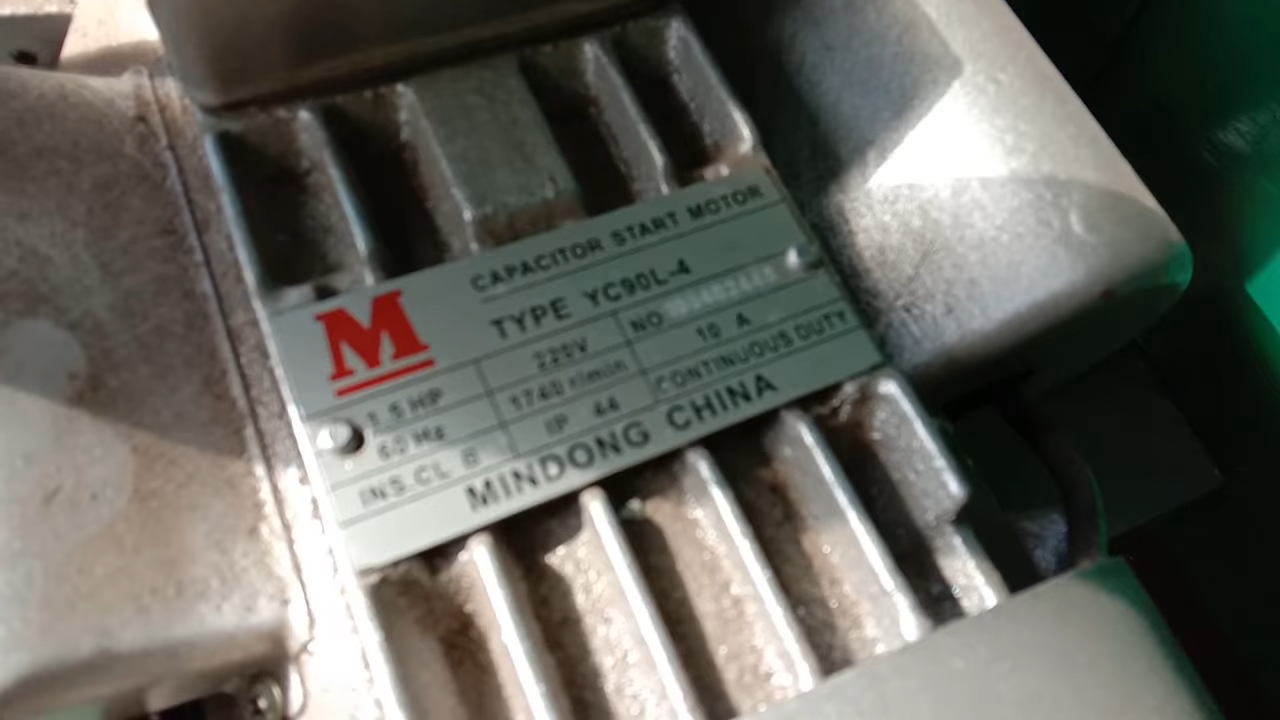 M
CAPACITOR START MOTOR
TYPE YC90L-4
NO
1.5 HP 220V 10 A
60 Hz 1740 r/min CONTINUOUS DUTY
INS.CL B IP 44
MINDONG CHINA